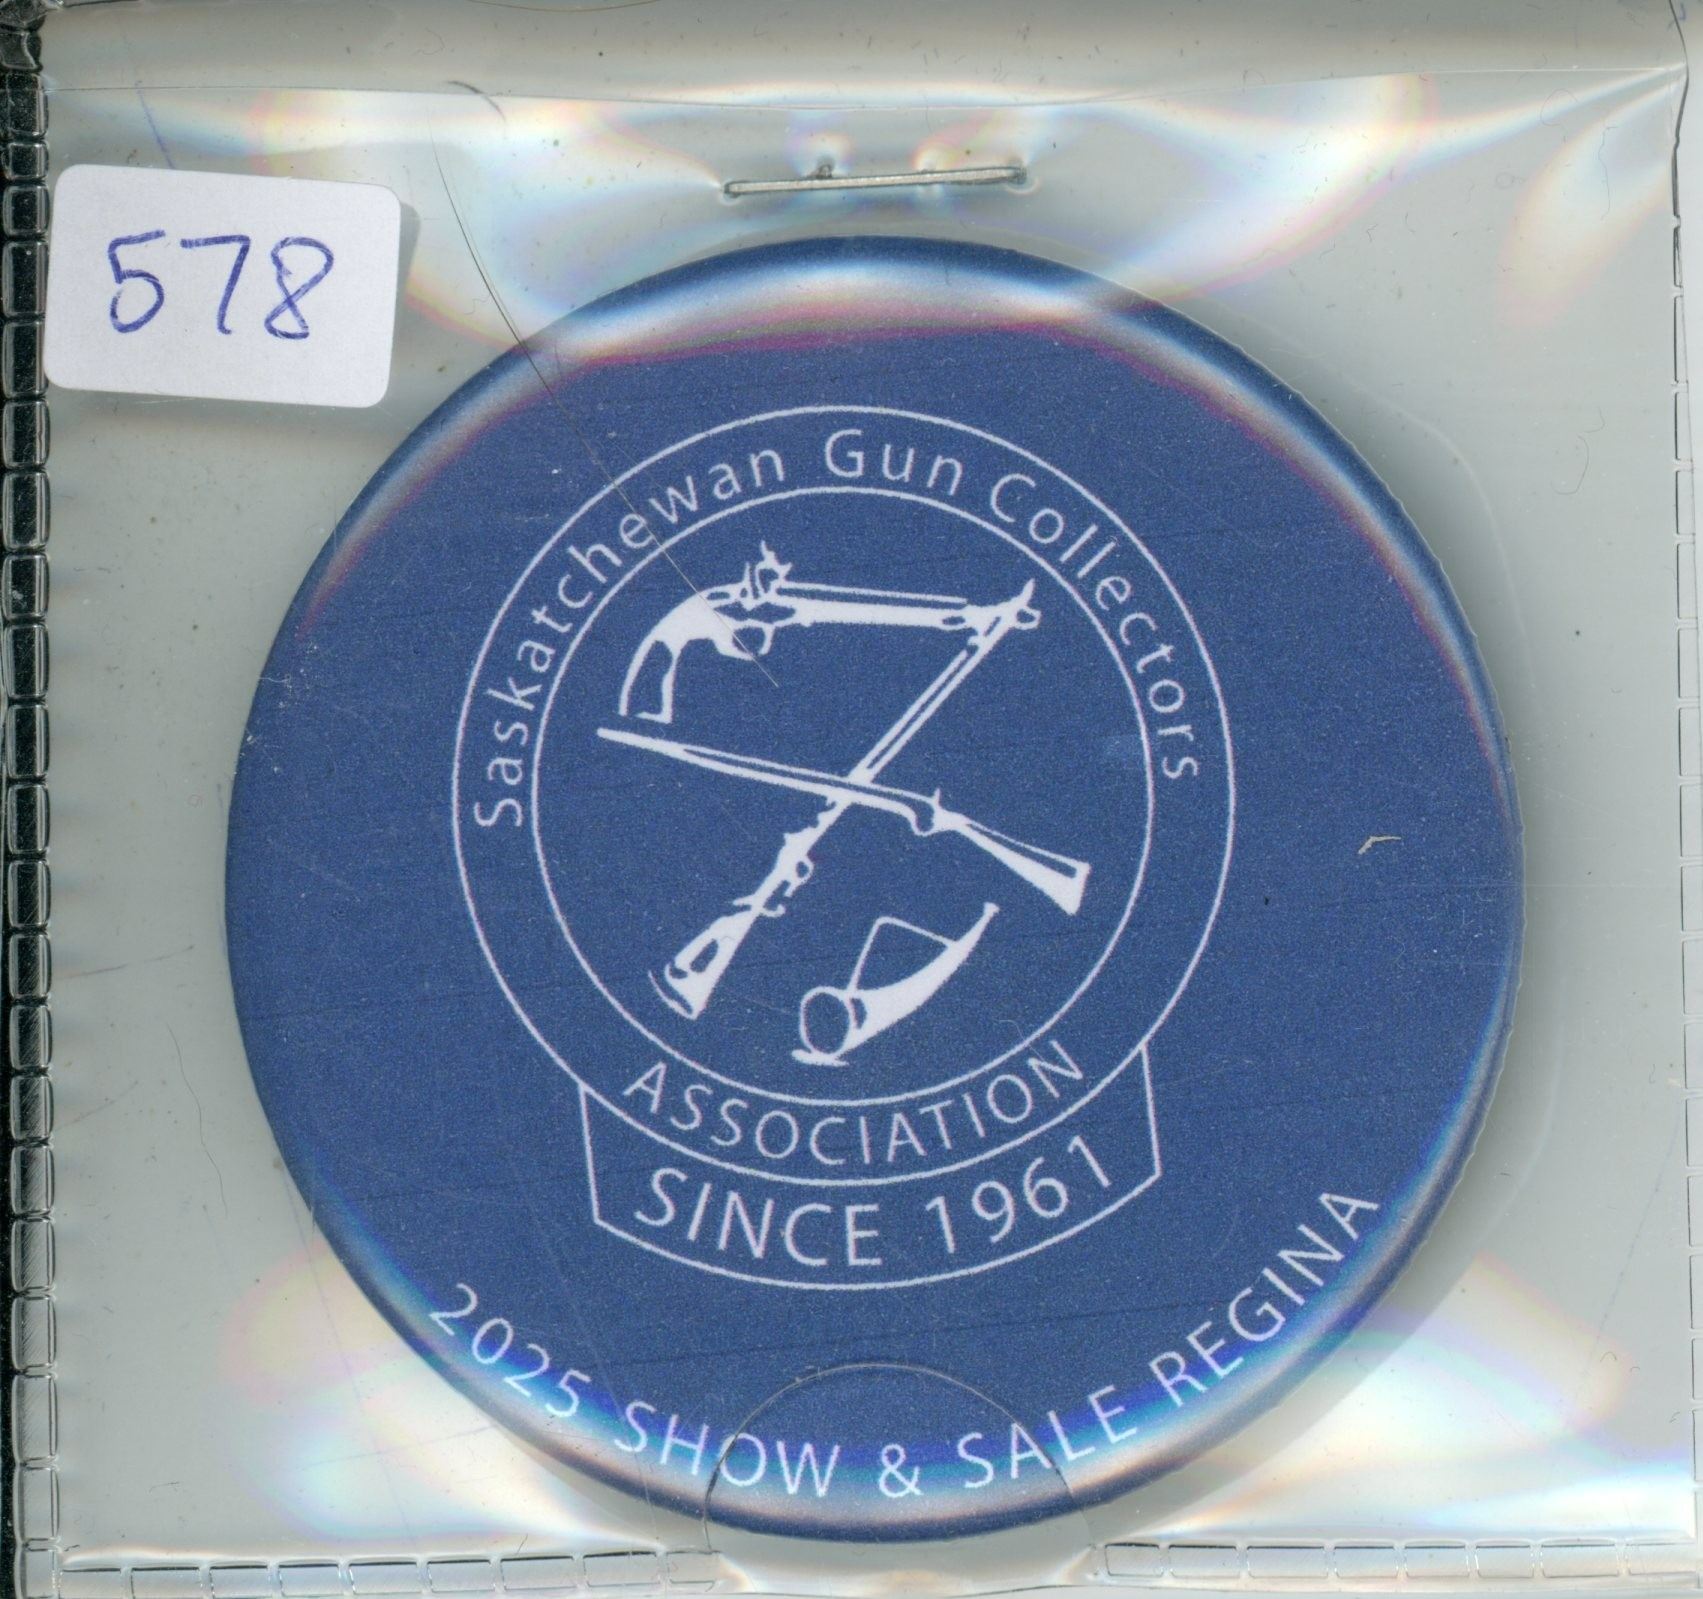 578
Saskatchewan Gun Collectors
ASSOCIATION
SINCE 1961
2025 SHOW & SALE REGINA